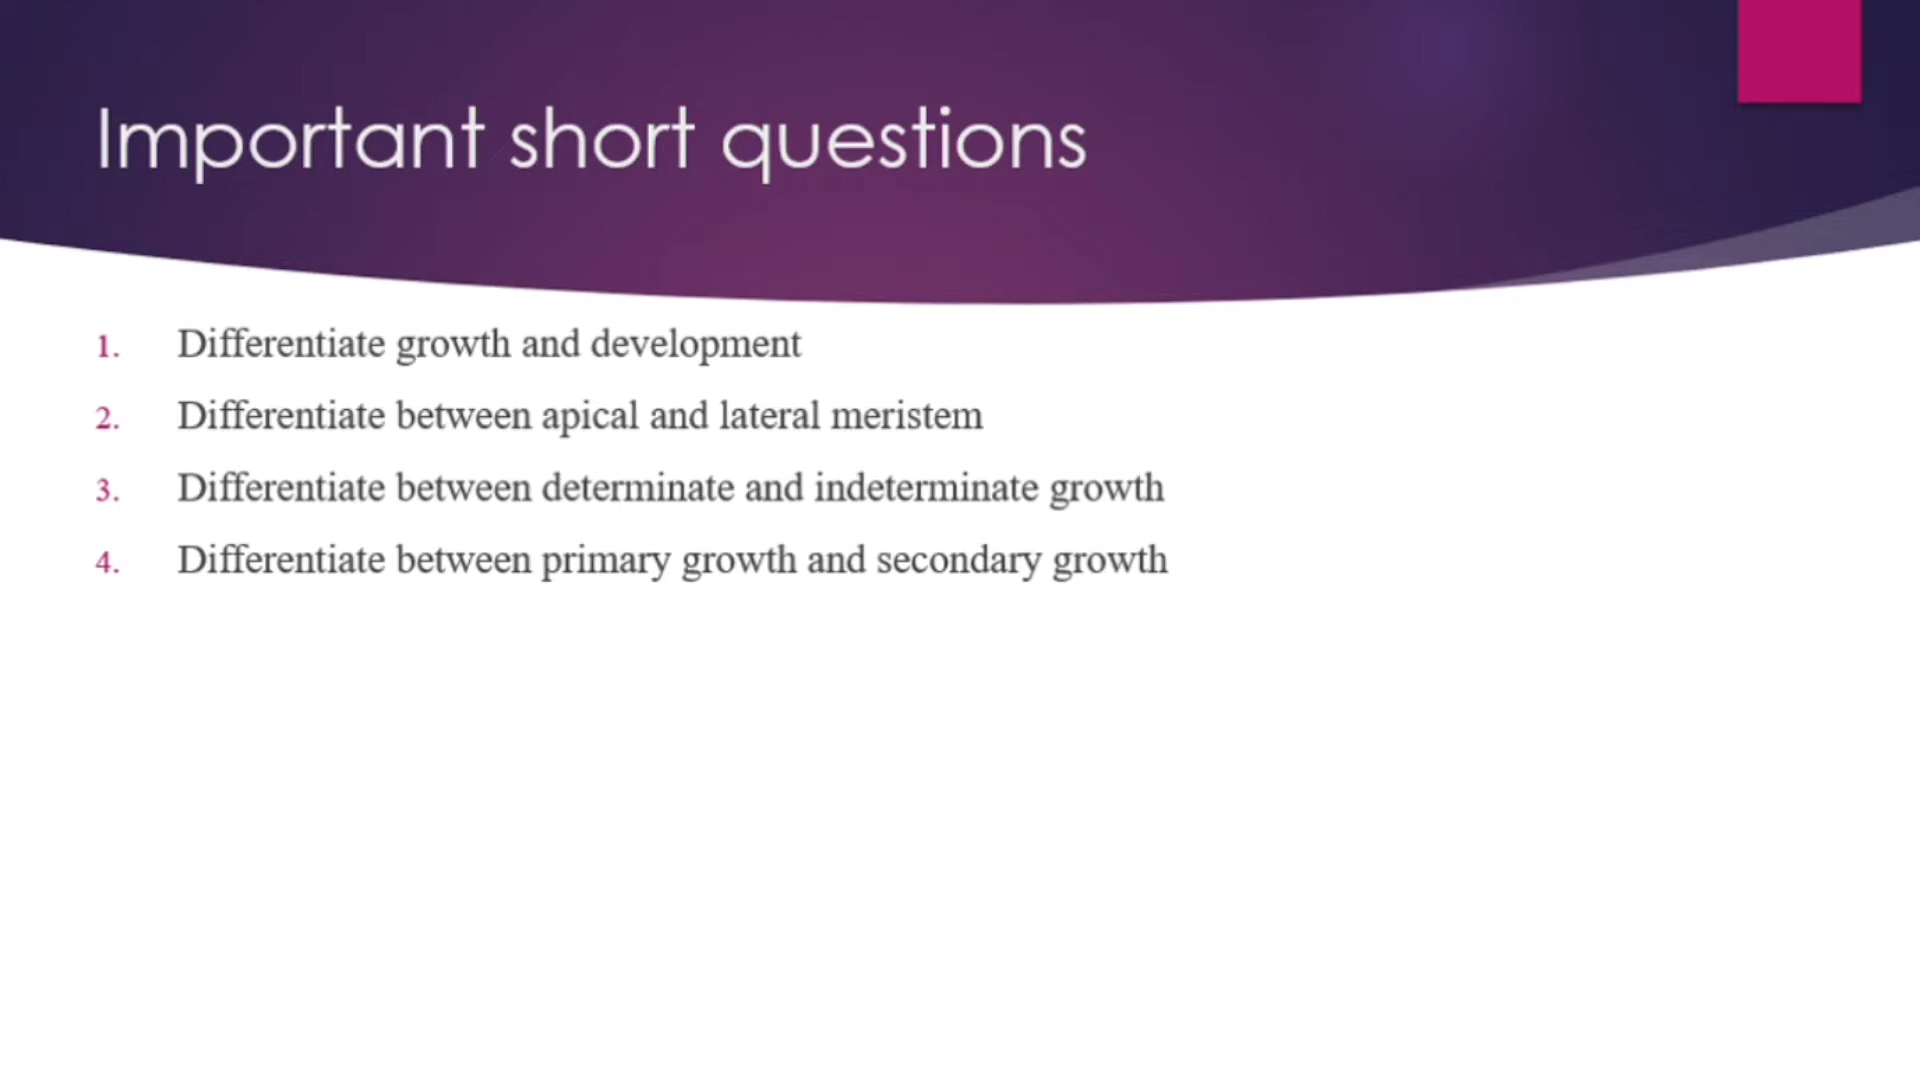 Important short questions
1. Differentiate growth and development
2. Differentiate between apical and lateral meristem
3. Differentiate between determinate and indeterminate growth
4. Differentiate between primary growth and secondary growth